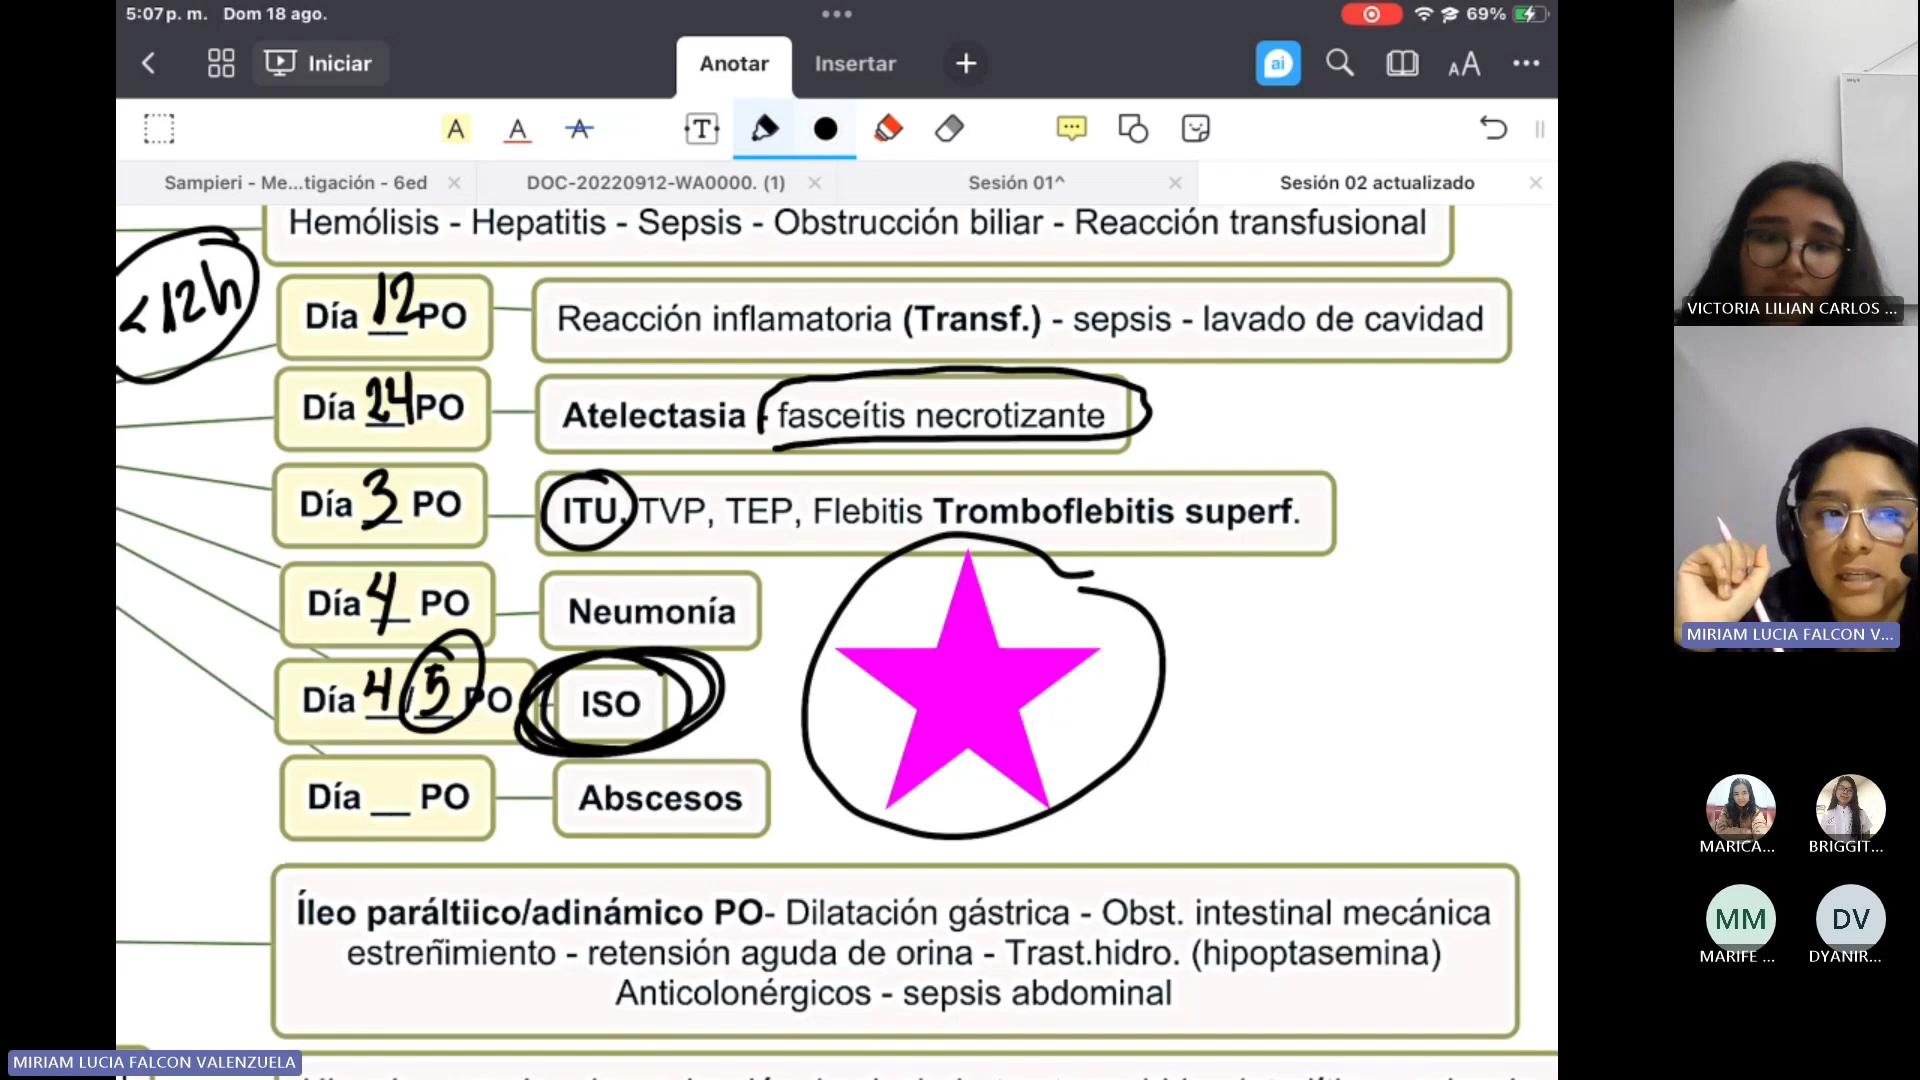 5:07 p. m. Dom 18 ago.
69%
Iniciar
Anotar
Insertar
ai
AA
A A A
T
Sampieri - Me...tigación - 6ed
DOC-20220912-WA0000. (1)
Sesión 01^
Sesión 02 actualizado
Hemólisis - Hepatitis - Sepsis - Obstrucción biliar - Reacción transfusional
<12h
Día 12 PO
Reacción inflamatoria (Transf.) - sepsis - lavado de cavidad
Día 24 PO
Atelectasia - fasceítis necrotizante
Día 3 PO
ITU, TVP, TEP, Flebitis Tromboflebitis superf.
Día 4 PO
Neumonía
Día 4/5 PO
ISO
Día __ PO
Abscesos
Íleo paráltiico/adinámico PO- Dilatación gástrica - Obst. intestinal mecánica
estreñimiento - retensión aguda de orina - Trast.hidro. (hipoptasemina)
Anticolonérgicos - sepsis abdominal
MIRIAM LUCIA FALCON VALENZUELA
VICTORIA LILIAN CARLOS ...
MIRIAM LUCIA FALCON V...
MARICA...
BRIGGIT...
MM
DV
MARIFE ...
DYANIR...